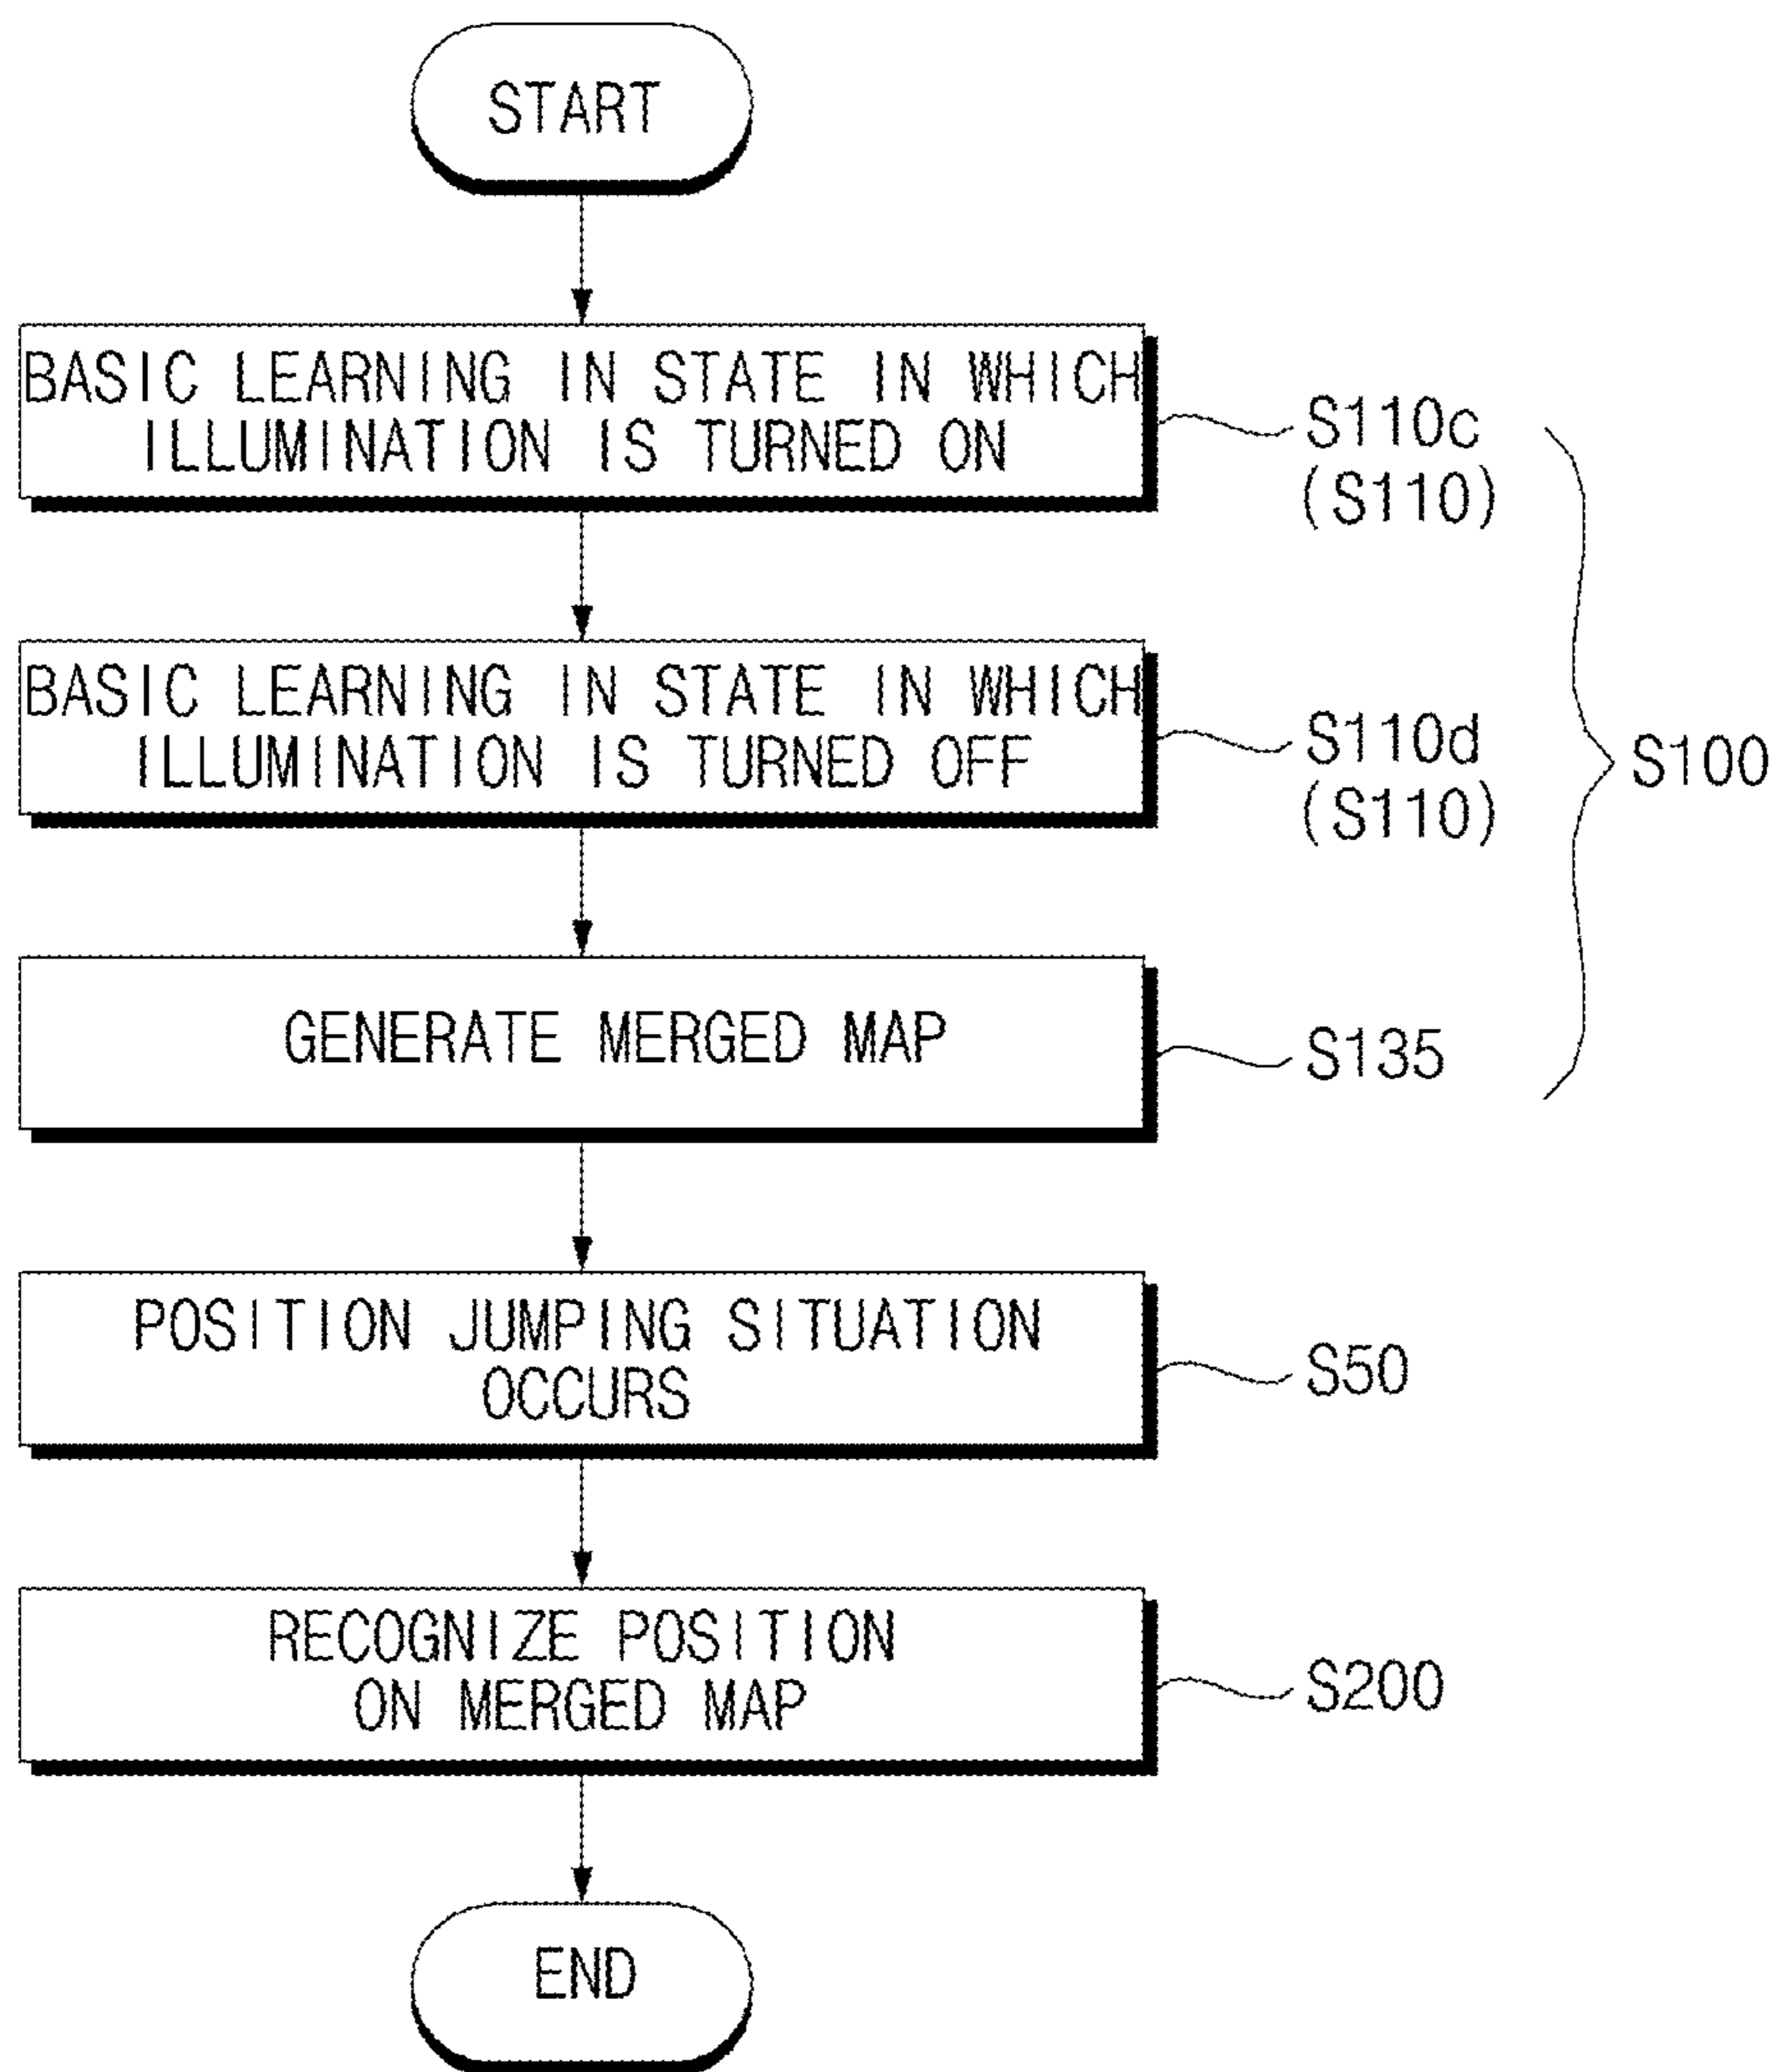 START
BASIC LEARNING IN STATE IN WHICH
ILLUMINATION IS TURNED ON
S110c
(S110)
BASIC LEARNING IN STATE IN WHICH
ILLUMINATION IS TURNED OFF
S110d
(S110)
S100
GENERATE MERGED MAP
S135
POSITION JUMPING SITUATION
OCCURS
S50
RECOGNIZE POSITION
ON MERGED MAP
S200
END